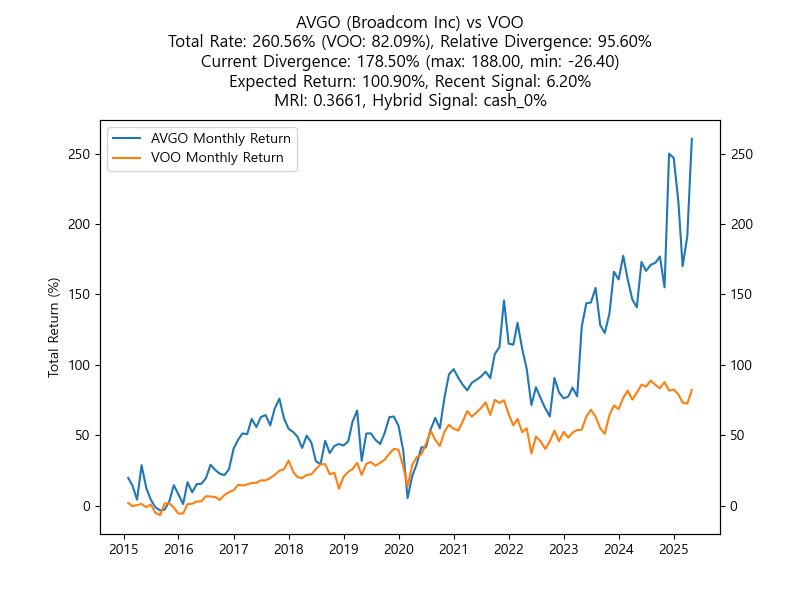 AVGO (Broadcom Inc) vs VOO
Total Rate: 260.56% (VOO: 82.09%), Relative Divergence: 95.60%
Current Divergence: 178.50% (max: 188.00, min: -26.40)
Expected Return: 100.90%, Recent Signal: 6.20%
MRI: 0.3661, Hybrid Signal: cash_0%
AVGO Monthly Return
VOO Monthly Return
Total Return (%)
250
200
150
100
50
0
250
200
150
100
50
0
2015 2016 2017 2018 2019 2020 2021 2022 2023 2024 2025